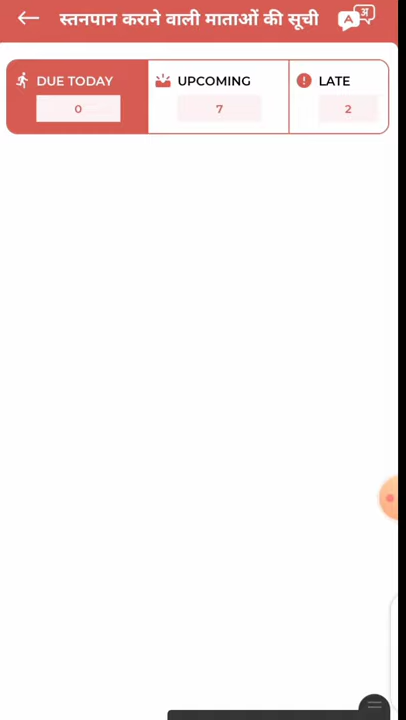 स्तनपान कराने वाली माताओं की सूची
A अ
DUE TODAY
0
UPCOMING
7
LATE
2